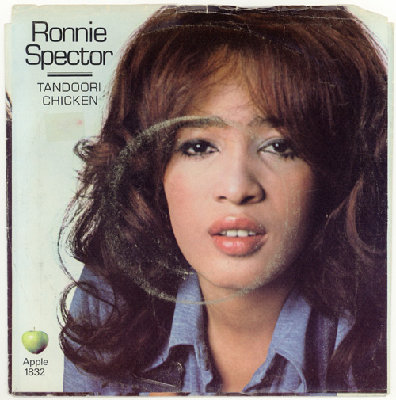 Ronnie
Spector
TANDOORI
CHICKEN
Apple
1832